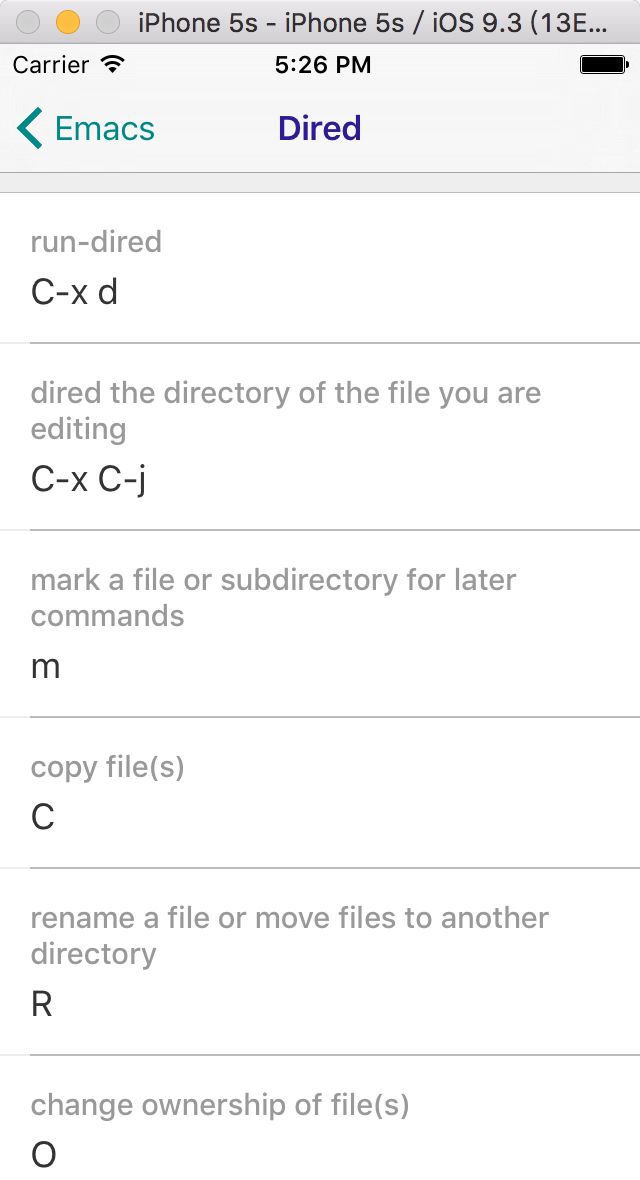 iPhone 5s - iPhone 5s / iOS 9.3 (13E...
Carrier 5:26 PM
Emacs Dired
run-dired
C-x d
dired the directory of the file you are
editing
C-x C-j
mark a file or subdirectory for later
commands
m
copy file(s)
C
rename a file or move files to another
directory
R
change ownership of file(s)
O